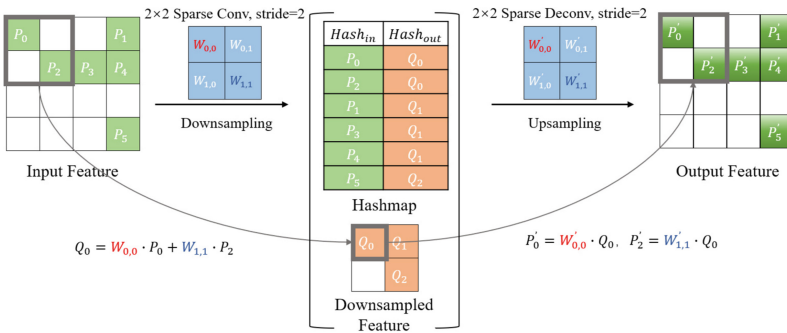 2×2 Sparse Conv, stride=2
2×2 Sparse Deconv, stride=2
P0 P1
P2 P3 P4
P5
Input Feature
W0,0 W0,1
W1,0 W1,1
Downsampling
Hash_in Hash_out
P0 Q0
P2 Q0
P1 Q1
P3 Q1
P4 Q1
P5 Q2
Hashmap
Q0 Q1
Q2
Downsampled
Feature
W'0,0 W'0,1
W'1,0 W'1,1
Upsampling
P'0 P'1
P'2 P'3 P'4
P'5
Output Feature
Q0 = W0,0 · P0 + W1,1 · P2
P'0 = W'0,0 · Q0, P'2 = W'1,1 · Q0